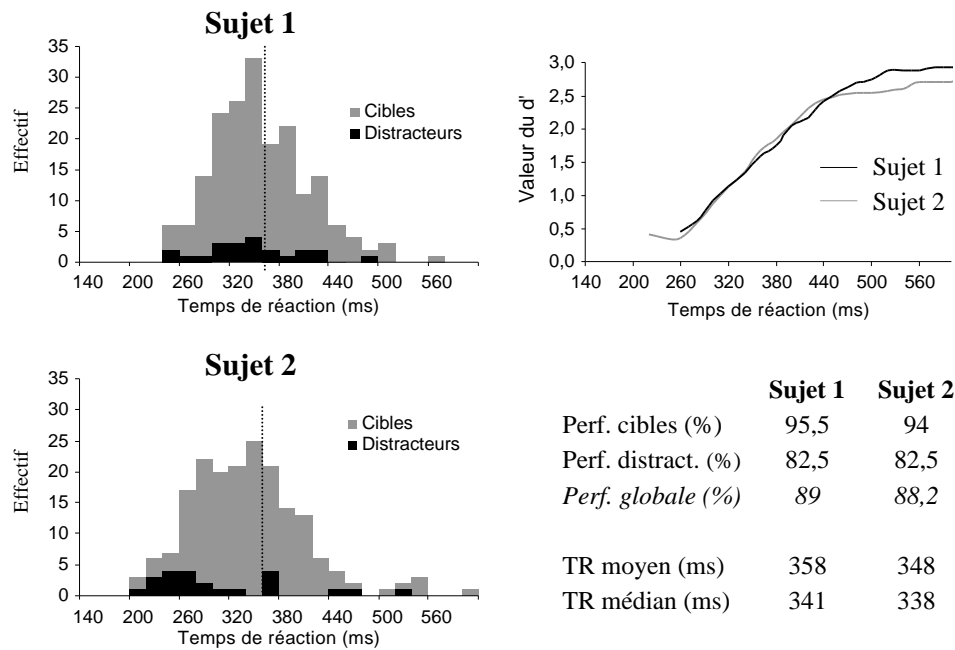 Sujet 1
35
30
25
20
15
10
5
0
Effectif
Cibles
Distracteurs
140 200 260 320 380 440 500 560
Temps de réaction (ms)
3,0
2,5
2,0
1,5
1,0
0,5
0,0
Valeur du d'
Sujet 1
Sujet 2
140 200 260 320 380 440 500 560
Temps de réaction (ms)
Sujet 2
35
30
25
20
15
10
5
0
Effectif
Cibles
Distracteurs
140 200 260 320 380 440 500 560
Temps de réaction (ms)
Sujet 1 Sujet 2
Perf. cibles (%) 95,5 94
Perf. distract. (%) 82,5 82,5
Perf. globale (%) 89 88,2
TR moyen (ms) 358 348
TR médian (ms) 341 338